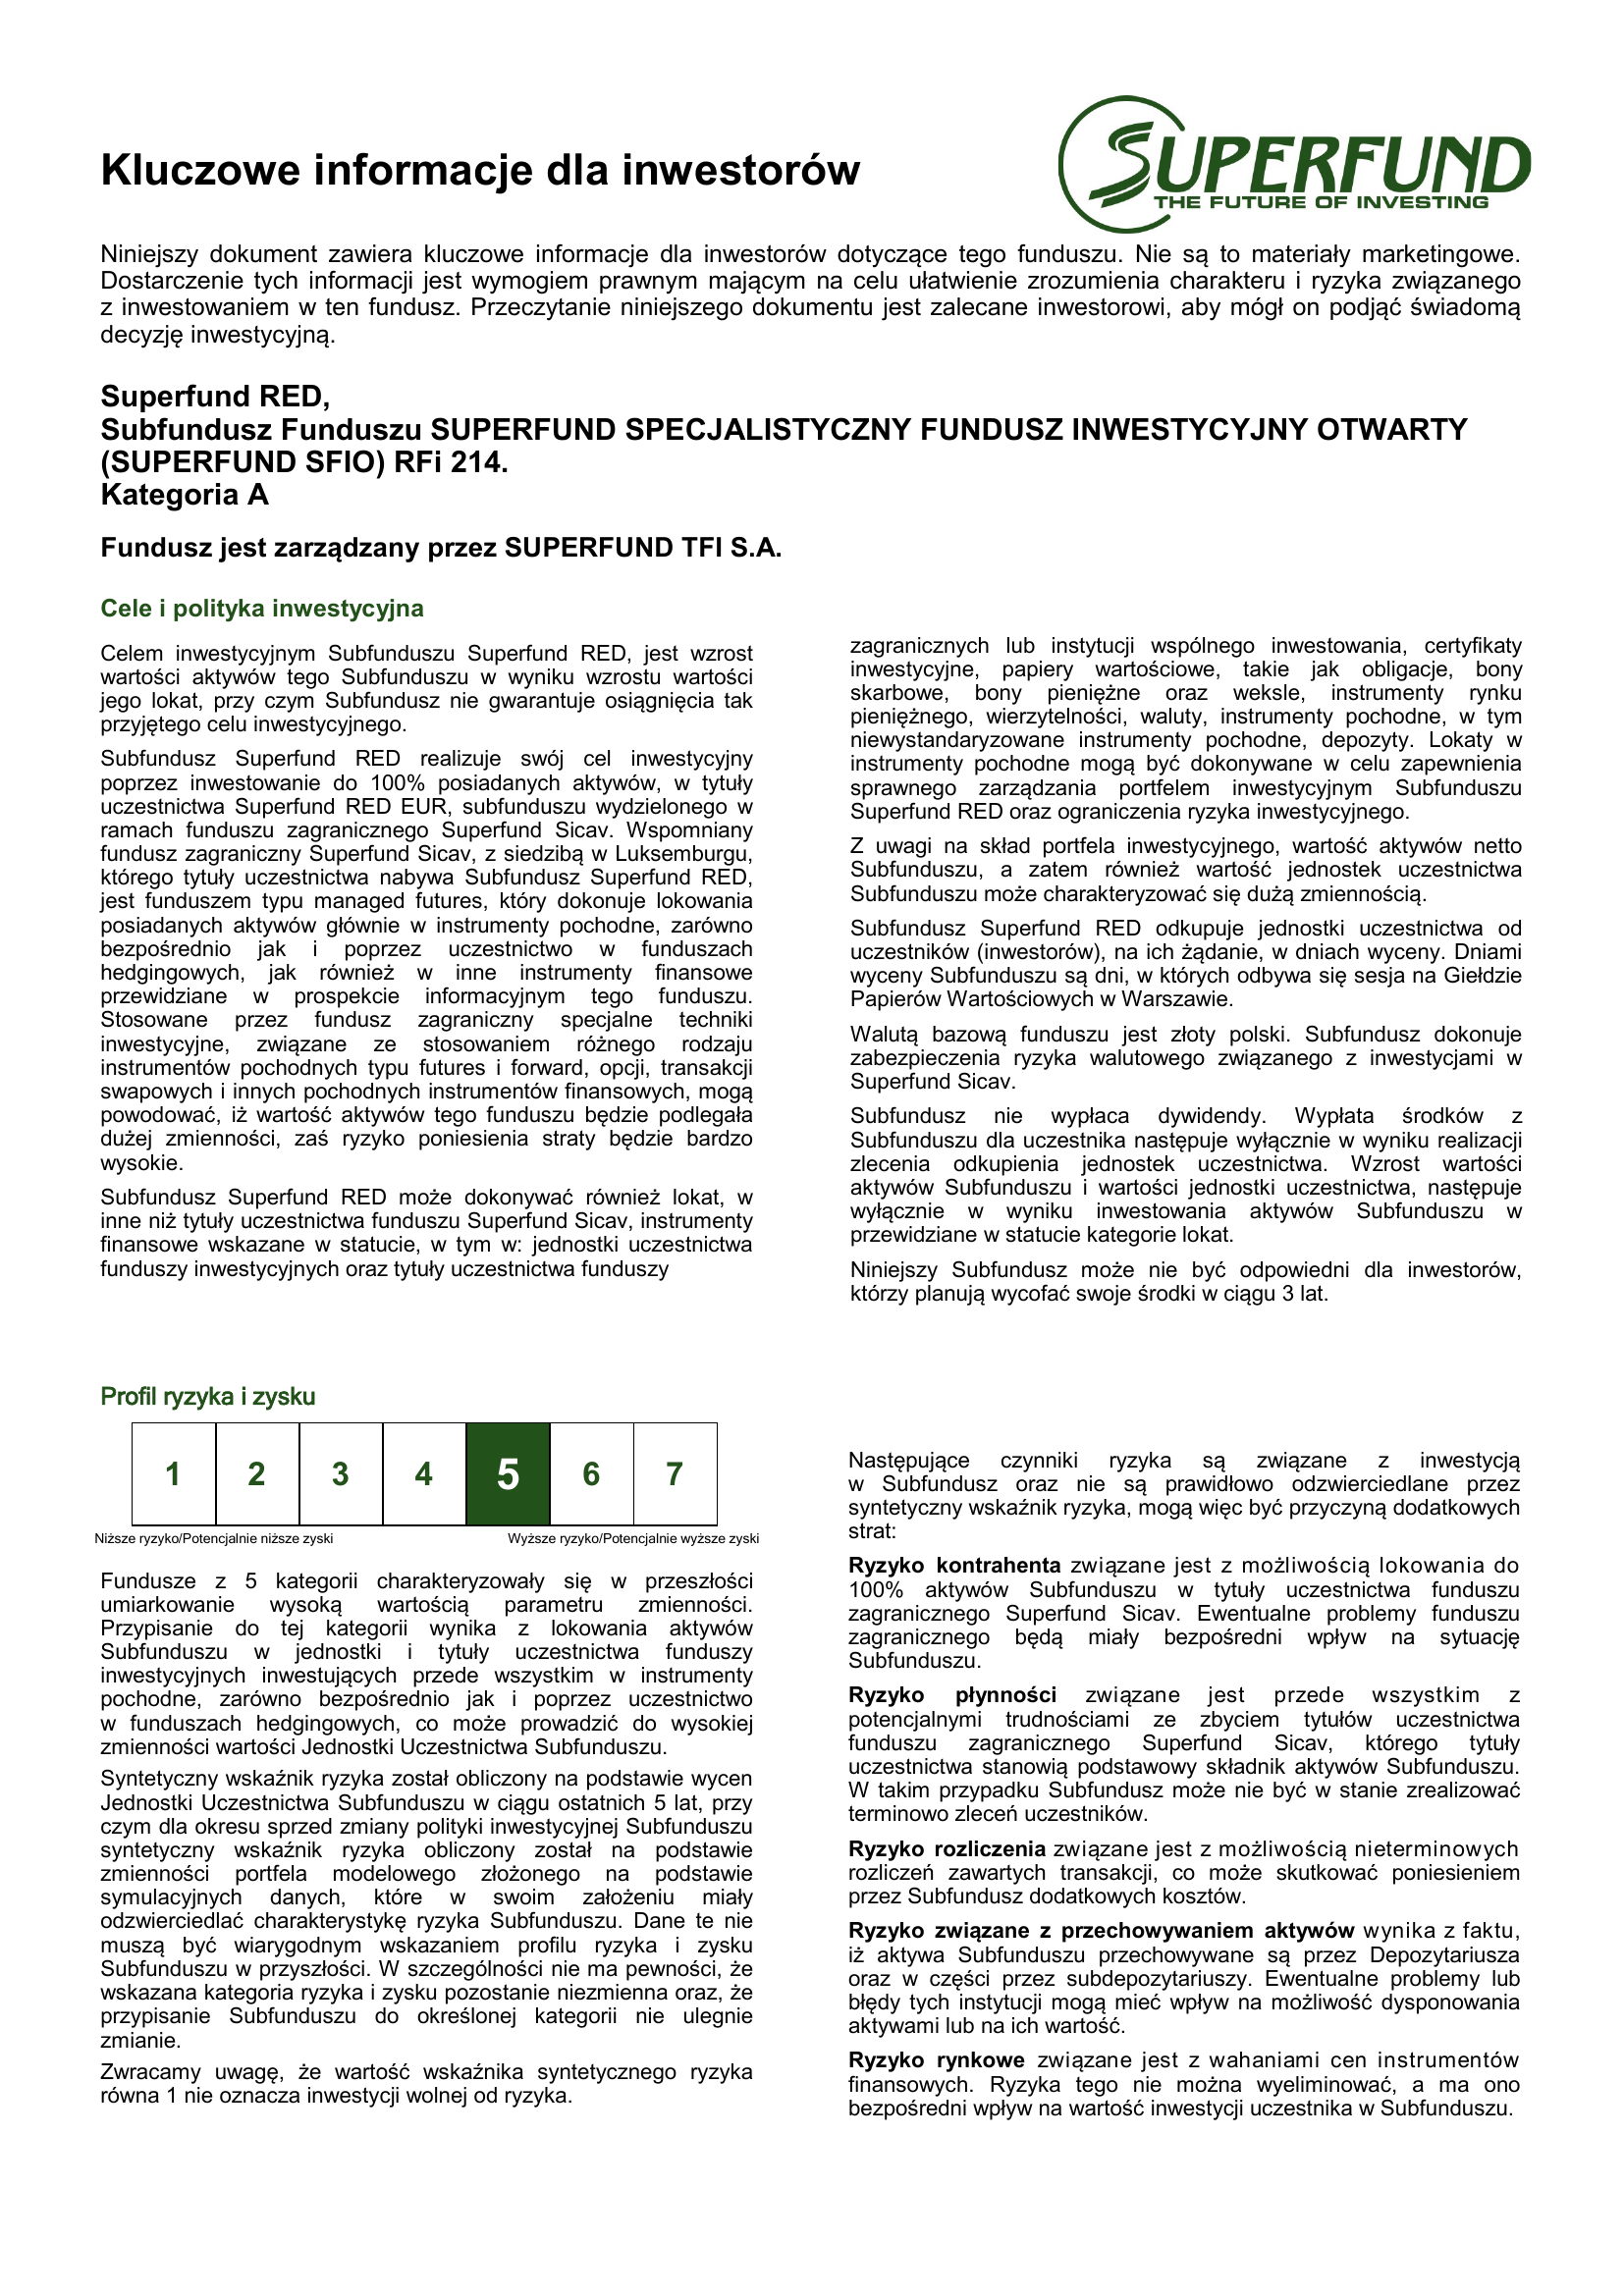 Kluczowe informacje dla inwestorów
SUPERFUND
THE FUTURE OF INVESTING
Niniejszy dokument zawiera kluczowe informacje dla inwestorów dotyczące tego funduszu. Nie są to materiały marketingowe.
Dostarczenie tych informacji jest wymogiem prawnym mającym na celu ułatwienie zrozumienia charakteru i ryzyka związanego
z inwestowaniem w ten fundusz. Przeczytanie niniejszego dokumentu jest zalecane inwestorowi, aby mógł on podjąć świadomą
decyzję inwestycyjną.
Superfund RED,
Subfundusz Funduszu SUPERFUND SPECJALISTYCZNY FUNDUSZ INWESTYCYJNY OTWARTY
(SUPERFUND SFIO) RFi 214.
Kategoria A
Fundusz jest zarządzany przez SUPERFUND TFI S.A.
Cele i polityka inwestycyjna
Celem inwestycyjnym Subfunduszu Superfund RED, jest wzrost
wartości aktywów tego Subfunduszu w wyniku wzrostu wartości
jego lokat, przy czym Subfundusz nie gwarantuje osiągnięcia tak
przyjętego celu inwestycyjnego.
Subfundusz Superfund RED realizuje swój cel inwestycyjny
poprzez inwestowanie do 100% posiadanych aktywów, w tytuły
uczestnictwa Superfund RED EUR, subfunduszu wydzielonego w
ramach funduszu zagranicznego Superfund Sicav. Wspomniany
fundusz zagraniczny Superfund Sicav, z siedzibą w Luksemburgu,
którego tytuły uczestnictwa nabywa Subfundusz Superfund RED,
jest funduszem typu managed futures, który dokonuje lokowania
posiadanych aktywów głównie w instrumenty pochodne, zarówno
bezpośrednio jak i poprzez uczestnictwo w funduszach
hedgingowych, jak również w inne instrumenty finansowe
przewidziane w prospekcie informacyjnym tego funduszu.
Stosowane przez fundusz zagraniczny specjalne techniki
inwestycyjne, związane ze stosowaniem różnego rodzaju
instrumentów pochodnych typu futures i forward, opcji, transakcji
swapowych i innych pochodnych instrumentów finansowych, mogą
powodować, iż wartość aktywów tego funduszu będzie podlegała
dużej zmienności, zaś ryzyko poniesienia straty będzie bardzo
wysokie.
Subfundusz Superfund RED może dokonywać również lokat, w
inne niż tytuły uczestnictwa funduszu Superfund Sicav, instrumenty
finansowe wskazane w statucie, w tym w: jednostki uczestnictwa
funduszy inwestycyjnych oraz tytuły uczestnictwa funduszy
zagranicznych lub instytucji wspólnego inwestowania, certyfikaty
inwestycyjne, papiery wartościowe, takie jak obligacje, bony
skarbowe, bony pieniężne oraz weksle, instrumenty rynku
pieniężnego, wierzytelności, waluty, instrumenty pochodne, w tym
niewystandaryzowane instrumenty pochodne, depozyty. Lokaty w
instrumenty pochodne mogą być dokonywane w celu zapewnienia
sprawnego zarządzania portfelem inwestycyjnym Subfunduszu
Superfund RED oraz ograniczenia ryzyka inwestycyjnego.
Z uwagi na skład portfela inwestycyjnego, wartość aktywów netto
Subfunduszu, a zatem również wartość jednostek uczestnictwa
Subfunduszu może charakteryzować się dużą zmiennością.
Subfundusz Superfund RED odkupuje jednostki uczestnictwa od
uczestników (inwestorów), na ich żądanie, w dniach wyceny. Dniami
wyceny Subfunduszu są dni, w których odbywa się sesja na Giełdzie
Papierów Wartościowych w Warszawie.
Walutą bazową funduszu jest złoty polski. Subfundusz dokonuje
zabezpieczenia ryzyka walutowego związanego z inwestycjami w
Superfund Sicav.
Subfundusz nie wypłaca dywidendy. Wypłata środków z
Subfunduszu dla uczestnika następuje wyłącznie w wyniku realizacji
zlecenia odkupienia jednostek uczestnictwa. Wzrost wartości
aktywów Subfunduszu i wartości jednostki uczestnictwa, następuje
wyłącznie w wyniku inwestowania aktywów Subfunduszu w
przewidziane w statucie kategorie lokat.
Niniejszy Subfundusz może nie być odpowiedni dla inwestorów,
którzy planują wycofać swoje środki w ciągu 3 lat.
Profil ryzyka i zysku
1 2 3 4 5 6 7
Niższe ryzyko/Potencjalnie niższe zyski Wyższe ryzyko/Potencjalnie wyższe zyski
Fundusze z 5 kategorii charakteryzowały się w przeszłości
umiarkowanie wysoką wartością parametru zmienności.
Przypisanie do tej kategorii wynika z lokowania aktywów
Subfunduszu w jednostki i tytuły uczestnictwa funduszy
inwestycyjnych inwestujących przede wszystkim w instrumenty
pochodne, zarówno bezpośrednio jak i poprzez uczestnictwo
w funduszach hedgingowych, co może prowadzić do wysokiej
zmienności wartości Jednostki Uczestnictwa Subfunduszu.
Syntetyczny wskaźnik ryzyka został obliczony na podstawie wycen
Jednostki Uczestnictwa Subfunduszu w ciągu ostatnich 5 lat, przy
czym dla okresu sprzed zmiany polityki inwestycyjnej Subfunduszu
syntetyczny wskaźnik ryzyka obliczony został na podstawie
zmienności portfela modelowego złożonego na podstawie
symulacyjnych danych, które w swoim założeniu miały
odzwierciedlać charakterystykę ryzyka Subfunduszu. Dane te nie
muszą być wiarygodnym wskazaniem profilu ryzyka i zysku
Subfunduszu w przyszłości. W szczególności nie ma pewności, że
wskazana kategoria ryzyka i zysku pozostanie niezmienna oraz, że
przypisanie Subfunduszu do określonej kategorii nie ulegnie
zmianie.
Zwracamy uwagę, że wartość wskaźnika syntetycznego ryzyka
równa 1 nie oznacza inwestycji wolnej od ryzyka.
Następujące czynniki ryzyka są związane z inwestycją
w Subfundusz oraz nie są prawidłowo odzwierciedlane przez
syntetyczny wskaźnik ryzyka, mogą więc być przyczyną dodatkowych
strat:
Ryzyko kontrahenta związane jest z możliwością lokowania do
100% aktywów Subfunduszu w tytuły uczestnictwa funduszu
zagranicznego Superfund Sicav. Ewentualne problemy funduszu
zagranicznego będą miały bezpośredni wpływ na sytuację
Subfunduszu.
Ryzyko płynności związane jest przede wszystkim z
potencjalnymi trudnościami ze zbyciem tytułów uczestnictwa
funduszu zagranicznego Superfund Sicav, którego tytuły
uczestnictwa stanowią podstawowy składnik aktywów Subfunduszu.
W takim przypadku Subfundusz może nie być w stanie zrealizować
terminowo zleceń uczestników.
Ryzyko rozliczenia związane jest z możliwością nieterminowych
rozliczeń zawartych transakcji, co może skutkować poniesieniem
przez Subfundusz dodatkowych kosztów.
Ryzyko związane z przechowywaniem aktywów wynika z faktu,
iż aktywa Subfunduszu przechowywane są przez Depozytariusza
oraz w części przez subdepozytariuszy. Ewentualne problemy lub
błędy tych instytucji mogą mieć wpływ na możliwość dysponowania
aktywami lub na ich wartość.
Ryzyko rynkowe związane jest z wahaniami cen instrumentów
finansowych. Ryzyka tego nie można wyeliminować, a ma ono
bezpośredni wpływ na wartość inwestycji uczestnika w Subfunduszu.